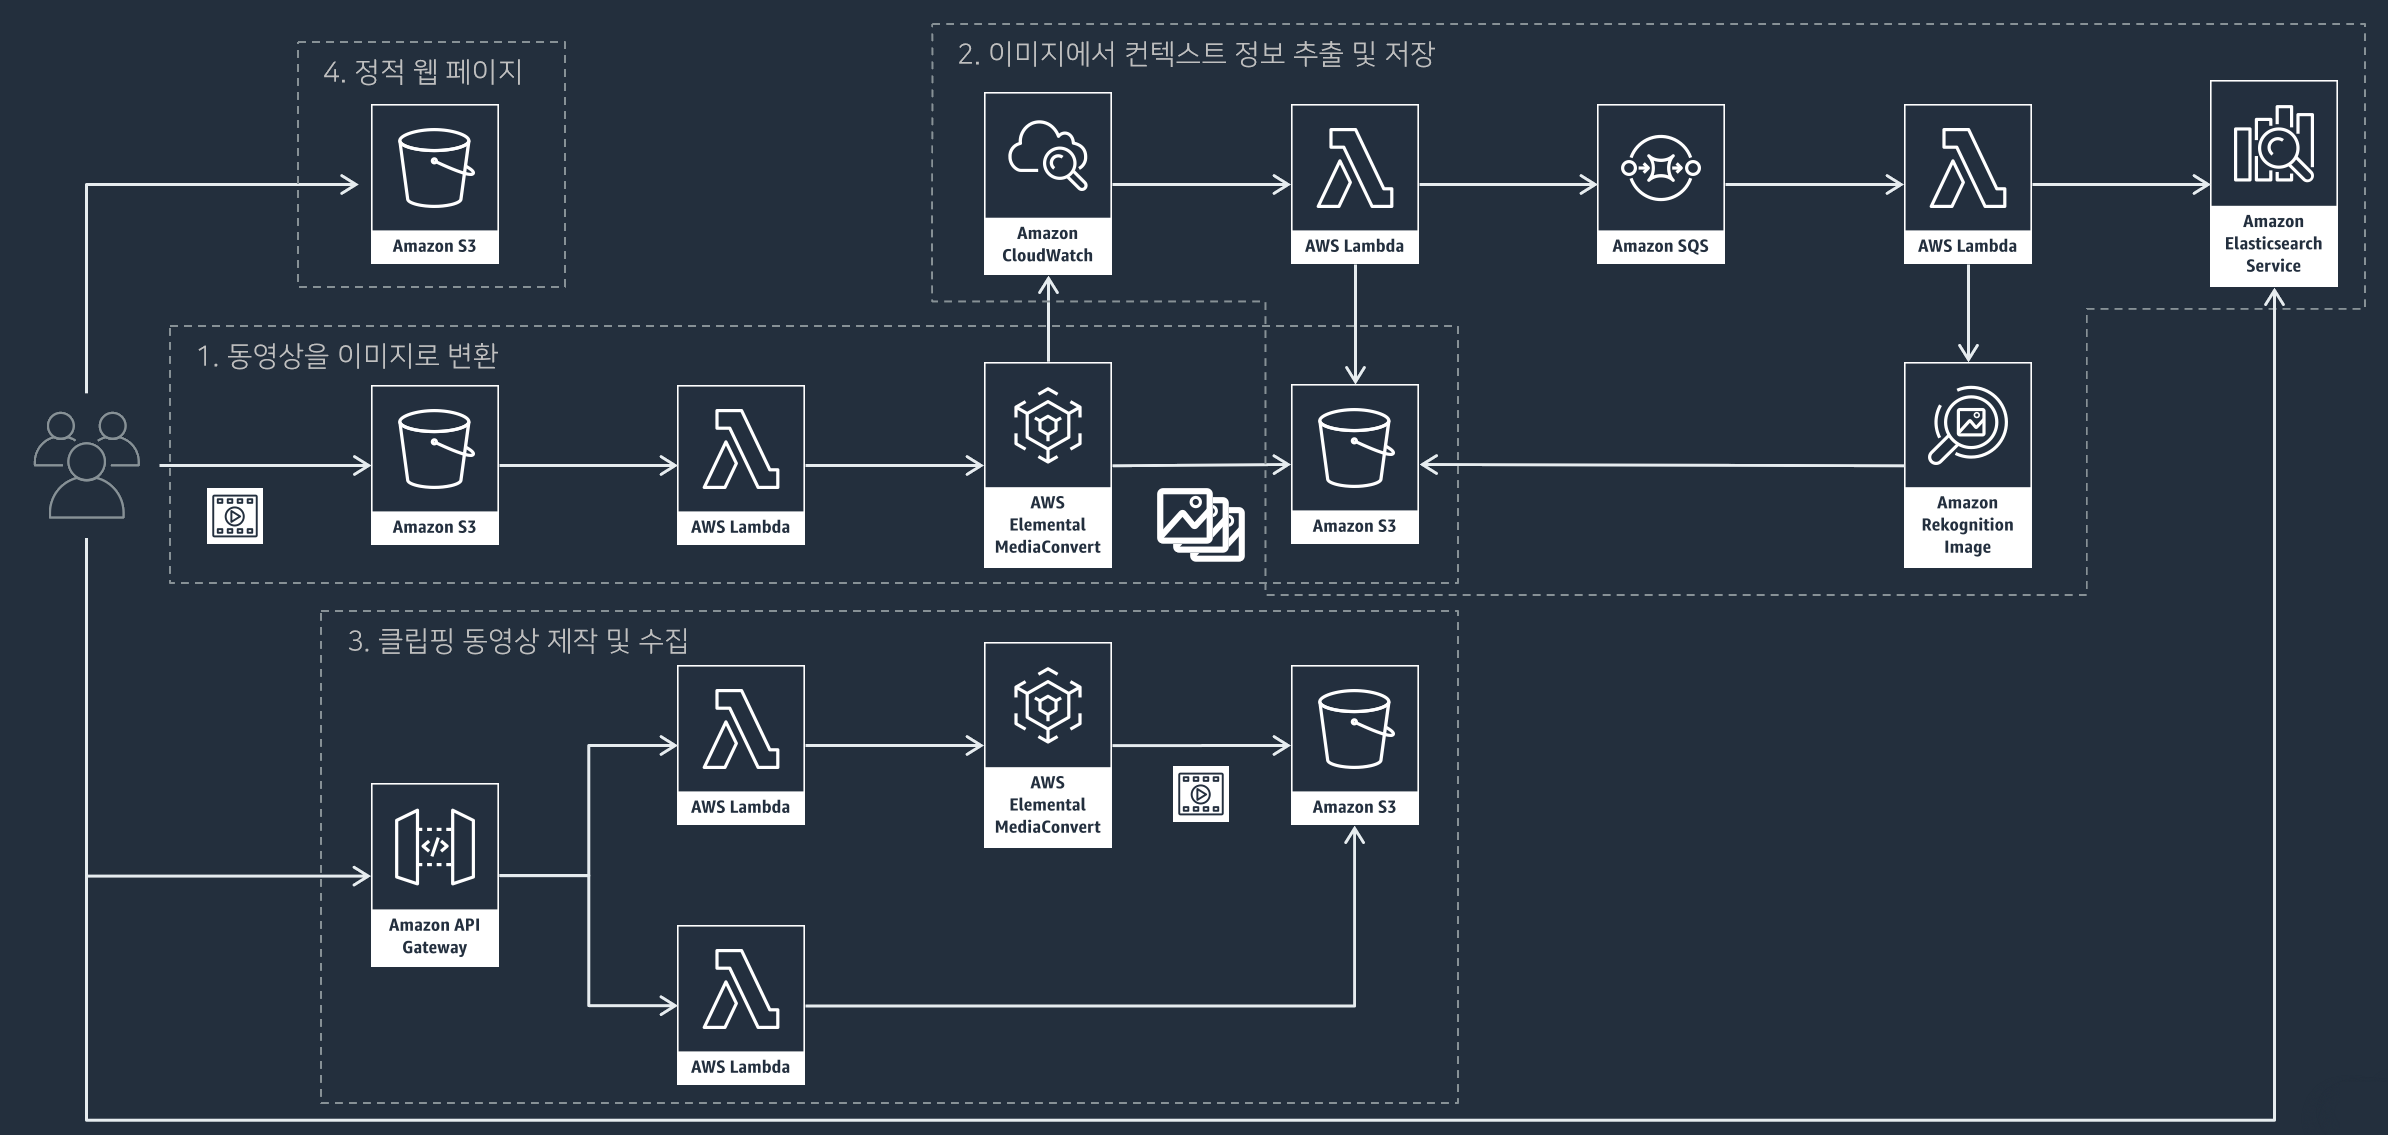 4. 정적 웹 페이지
Amazon S3
2. 이미지에서 컨텍스트 정보 추출 및 저장
Amazon
CloudWatch
AWS Lambda
Amazon SQS
AWS Lambda
Amazon
Elasticsearch
Service
1. 동영상을 이미지로 변환
Amazon S3
AWS Lambda
AWS
Elemental
MediaConvert
Amazon S3
Amazon
Rekognition
Image
3. 클립핑 동영상 제작 및 수집
AWS Lambda
AWS
Elemental
MediaConvert
Amazon S3
Amazon API
Gateway
AWS Lambda